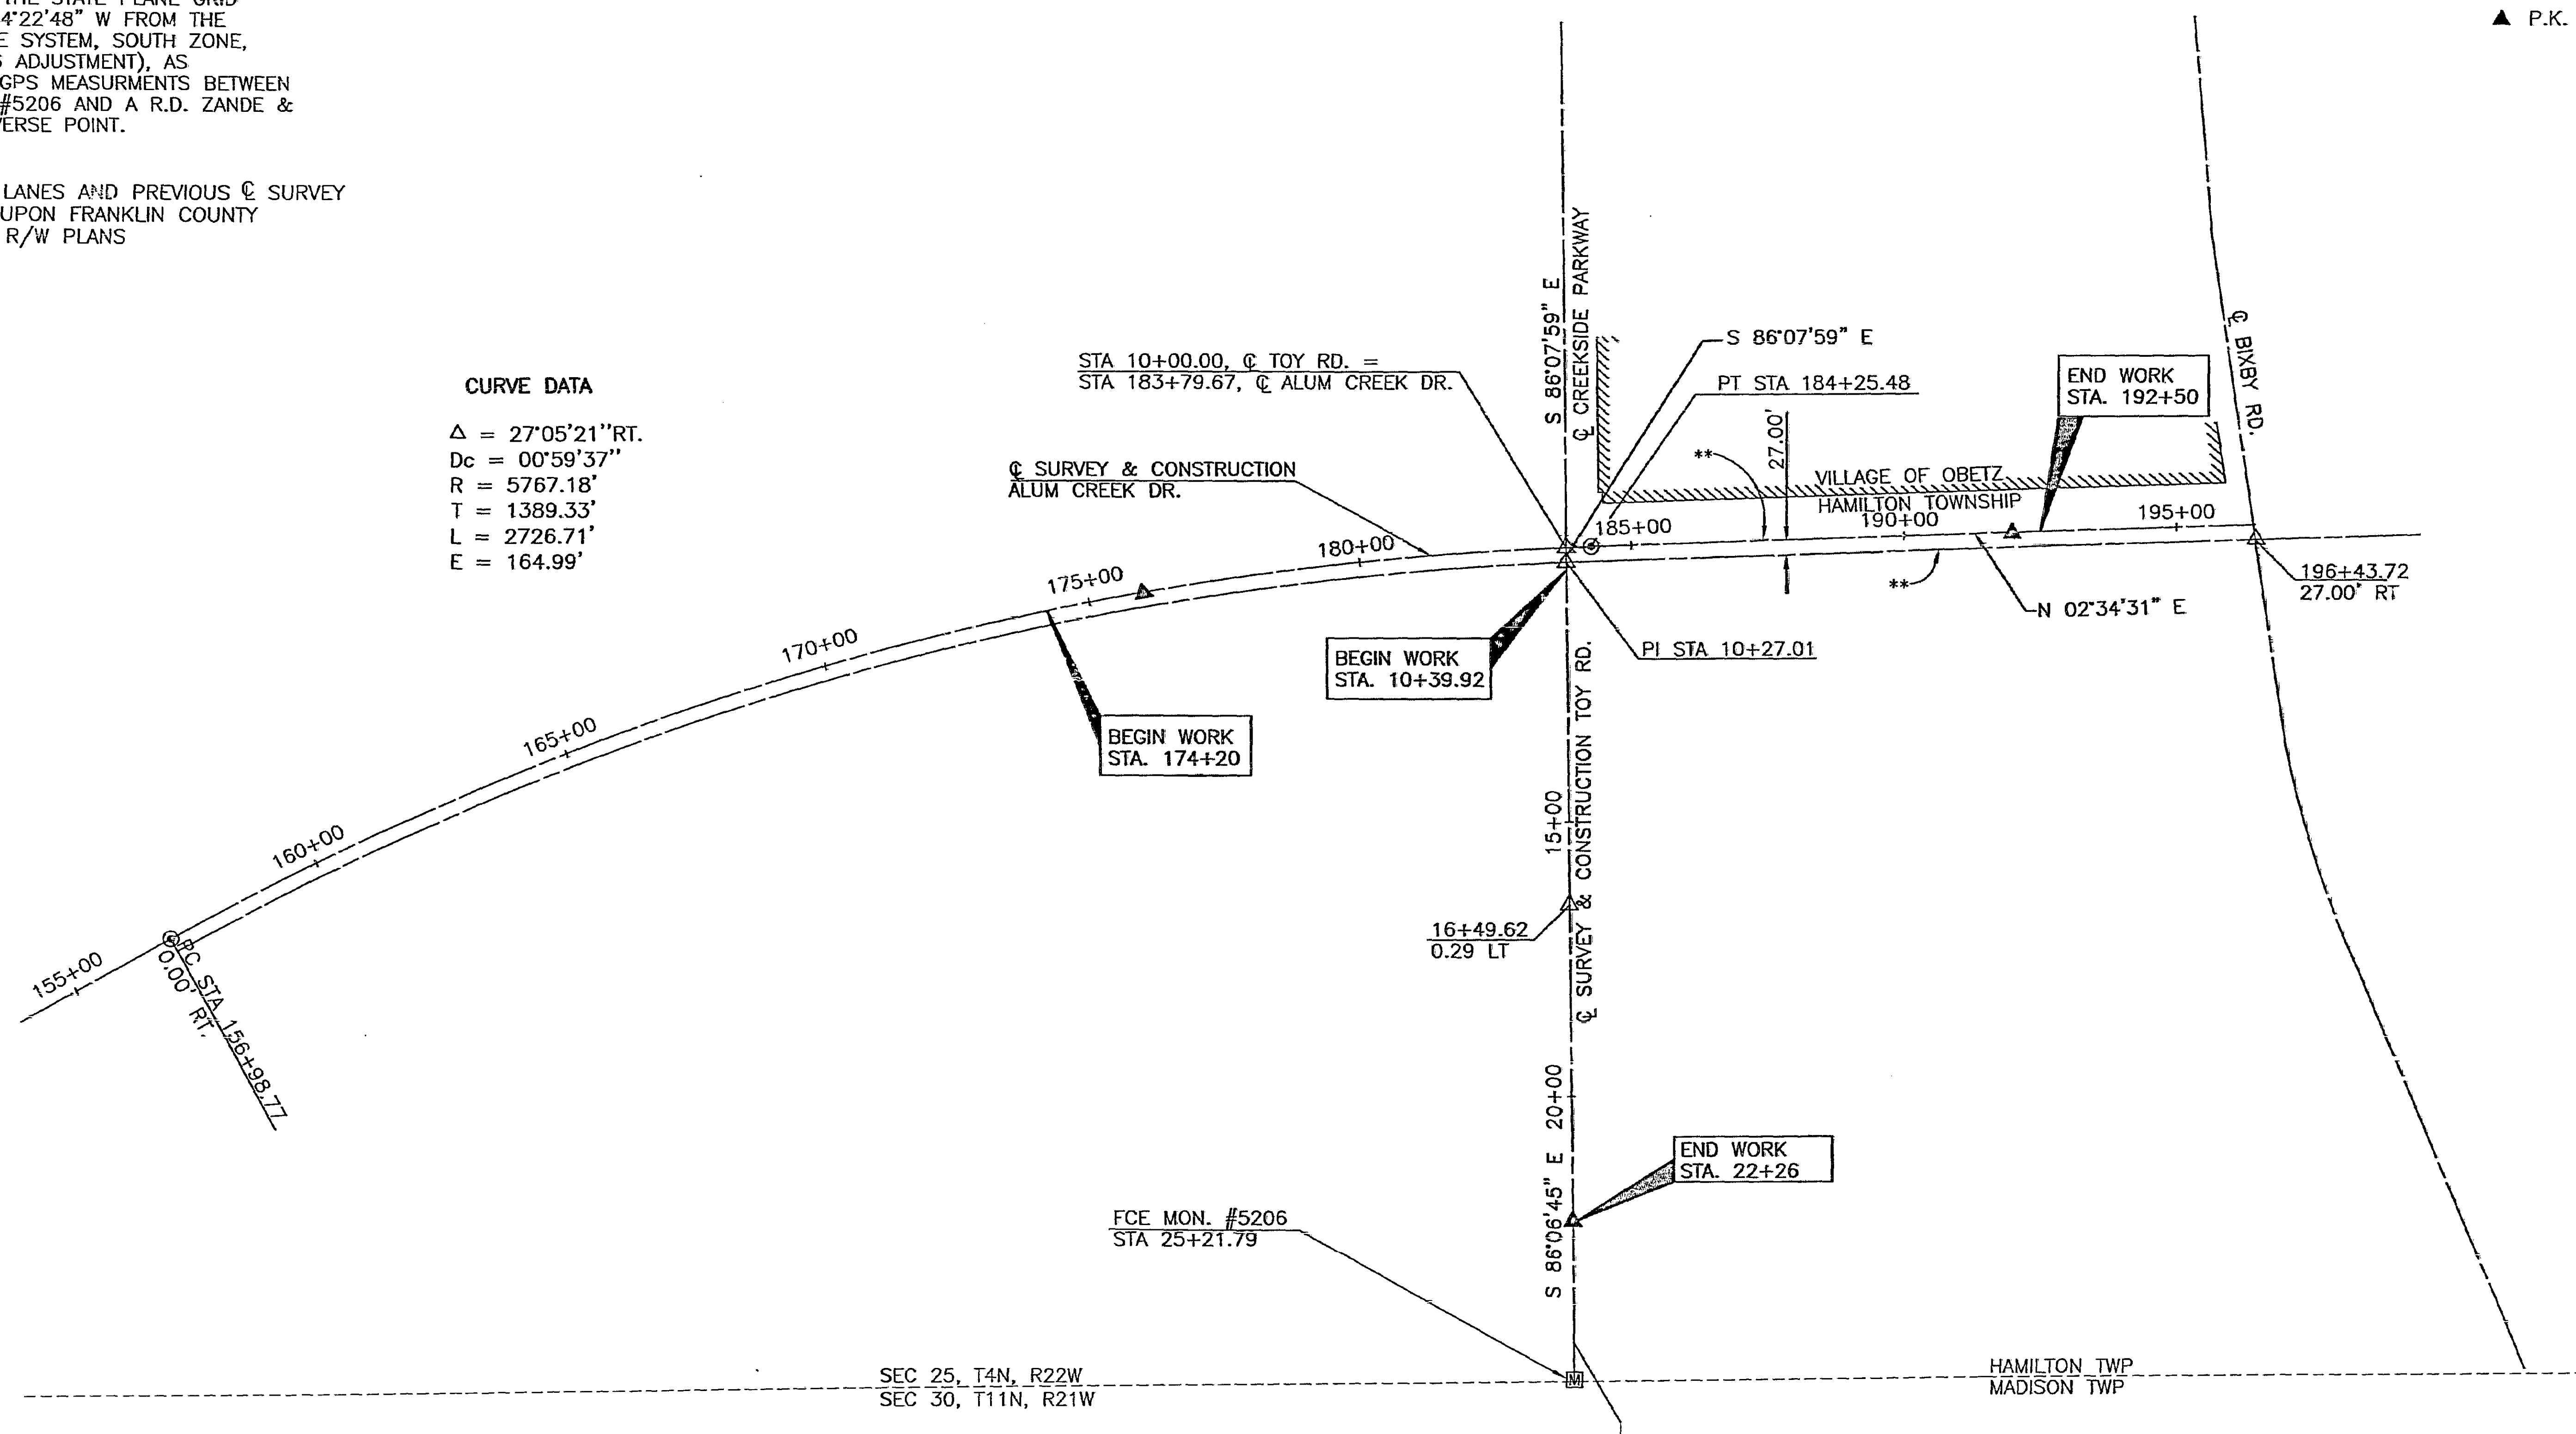 THE STATE PLANE GRID
4°22'48" W FROM THE
E SYSTEM, SOUTH ZONE,
ADJUSTMENT), AS
GPS MEASURMENTS BETWEEN
#5206 AND A R.D. ZANDE &
ERSE POINT.
LANES AND PREVIOUS ℄ SURVEY
UPON FRANKLIN COUNTY
R/W PLANS
▲ P.K.
CURVE DATA
Δ = 27°05'21"RT.
Dc = 00°59'37"
R = 5767.18'
T = 1389.33'
L = 2726.71'
E = 164.99'
STA 10+00.00, ℄ TOY RD. =
STA 183+79.67, ℄ ALUM CREEK DR.
℄ SURVEY & CONSTRUCTION
ALUM CREEK DR.
S 86°07'59" E
℄ CREEKSIDE PARKWAY
S 86°07'59" E
PT STA 184+25.48
**
27.00'
END WORK
STA. 192+50
℄ BIXBY RD.
VILLAGE OF OBETZ
HAMILTON TOWNSHIP
155+00
160+00
165+00
170+00
175+00
180+00
185+00
190+00
195+00
196+43.72
27.00' RT
**
N 02°34'31" E
PI STA 10+27.01
BEGIN WORK
STA. 10+39.92
BEGIN WORK
STA. 174+20
PC STA 156+98.77
0.00' RT.
15+00
℄ SURVEY & CONSTRUCTION TOY RD.
16+49.62
0.29 LT
20+00
S 86°06'45" E
END WORK
STA. 22+26
FCE MON. #5206
STA 25+21.79
M
SEC 25, T4N, R22W
SEC 30, T11N, R21W
HAMILTON TWP
MADISON TWP